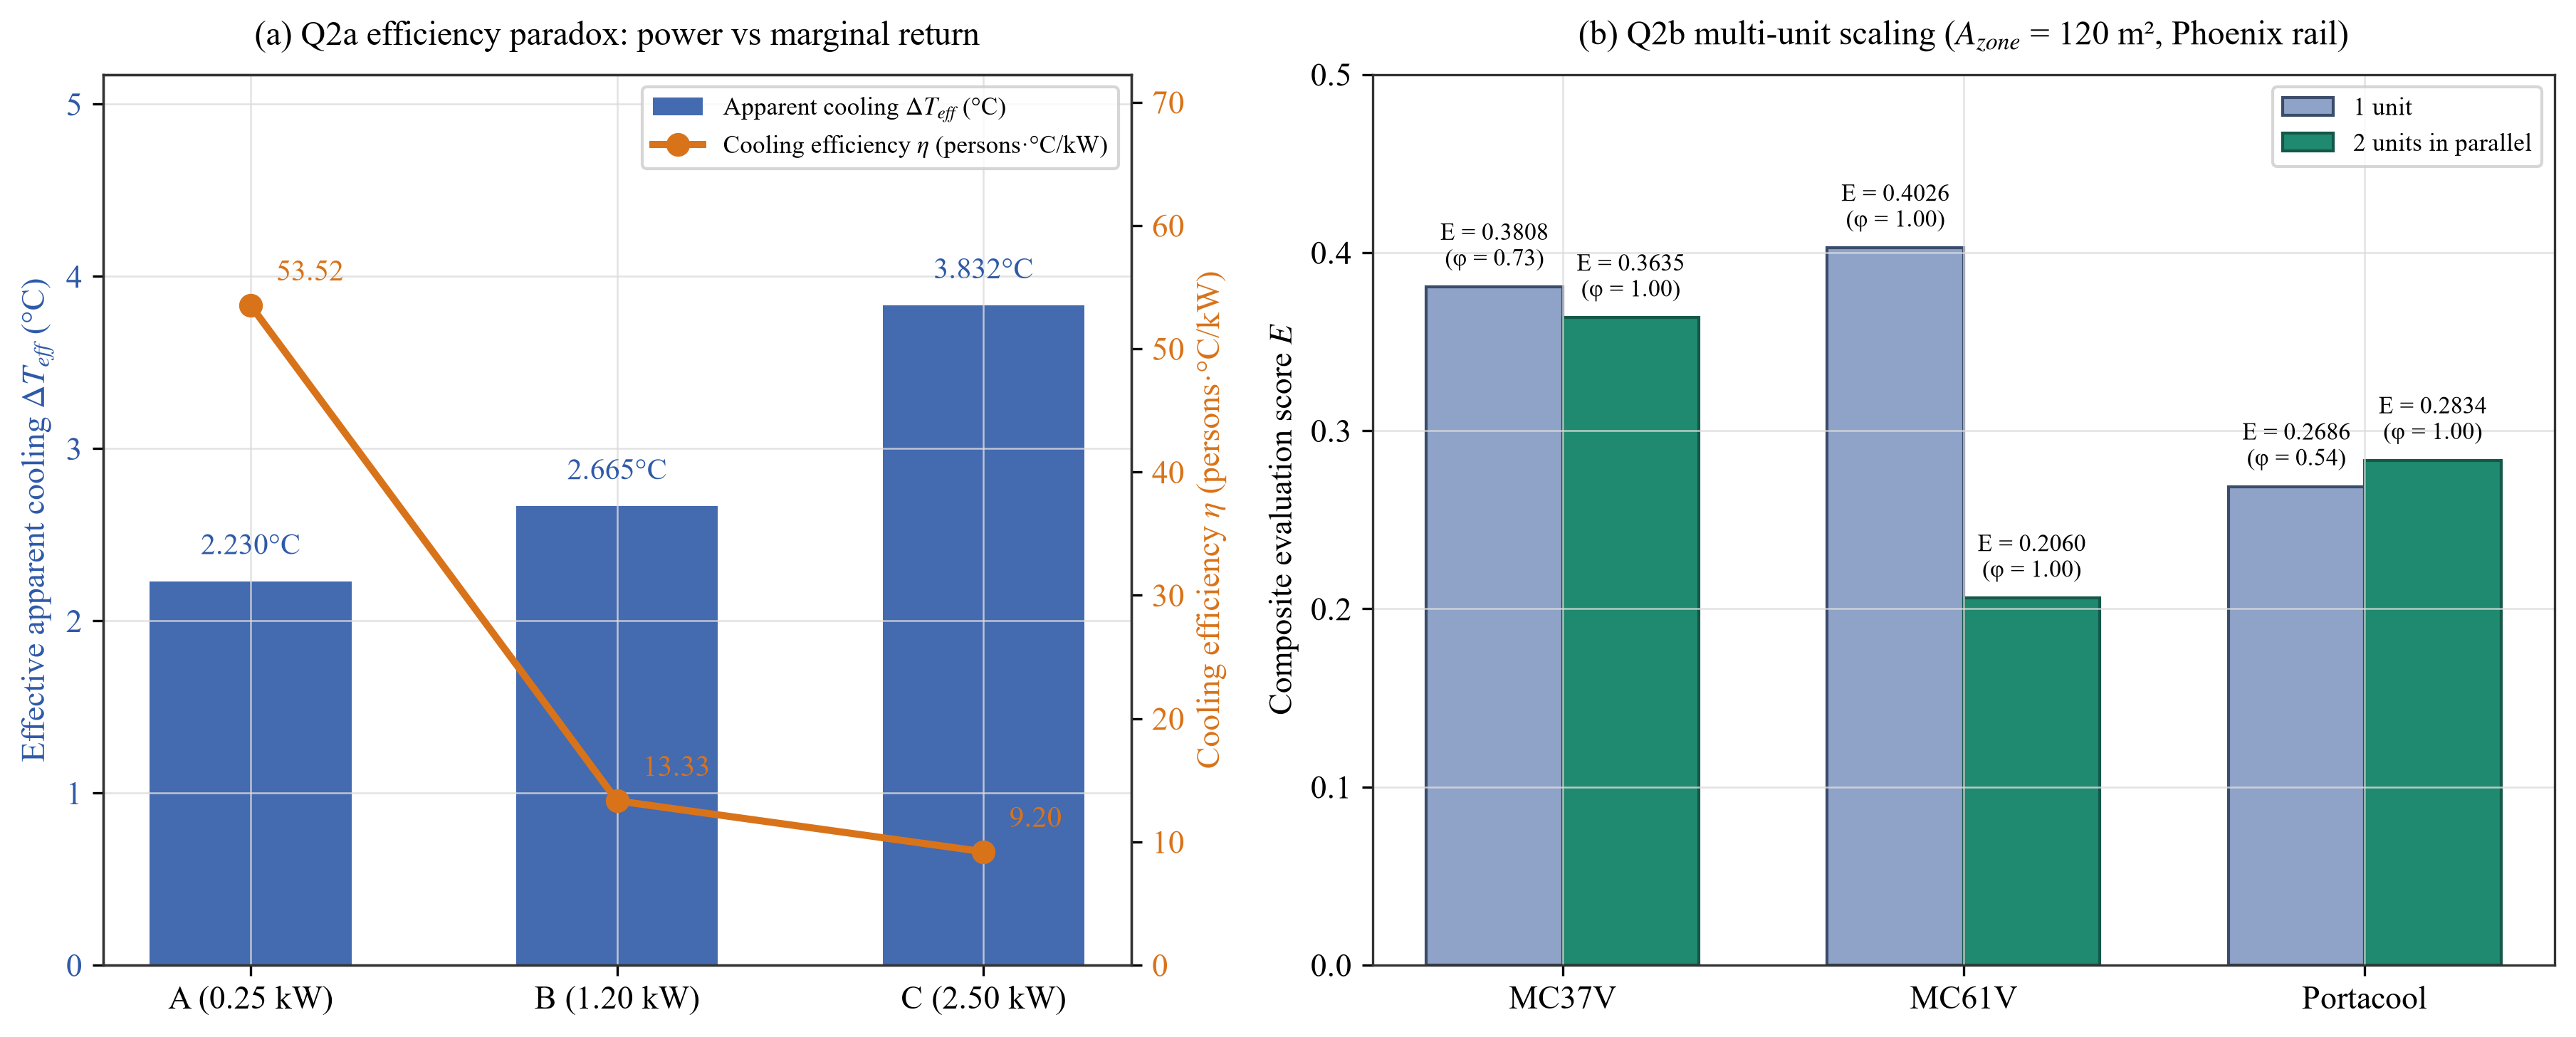 (a) Q2a efficiency paradox: power vs marginal return
Effective apparent cooling ΔT_eff (°C)
5
4
3
2
1
0
Apparent cooling ΔT_eff (°C)
Cooling efficiency η (persons·°C/kW)
53.52
3.832°C
2.665°C
2.230°C
13.33
9.20
A (0.25 kW)
B (1.20 kW)
C (2.50 kW)
70
60
50
40
30
20
10
0
Cooling efficiency η (persons·°C/kW)
(b) Q2b multi-unit scaling (A_zone = 120 m², Phoenix rail)
Composite evaluation score E
0.5
0.4
0.3
0.2
0.1
0.0
1 unit
2 units in parallel
E = 0.3808
(φ = 0.73)
E = 0.3635
(φ = 1.00)
E = 0.4026
(φ = 1.00)
E = 0.2060
(φ = 1.00)
E = 0.2686
(φ = 0.54)
E = 0.2834
(φ = 1.00)
MC37V
MC61V
Portacool